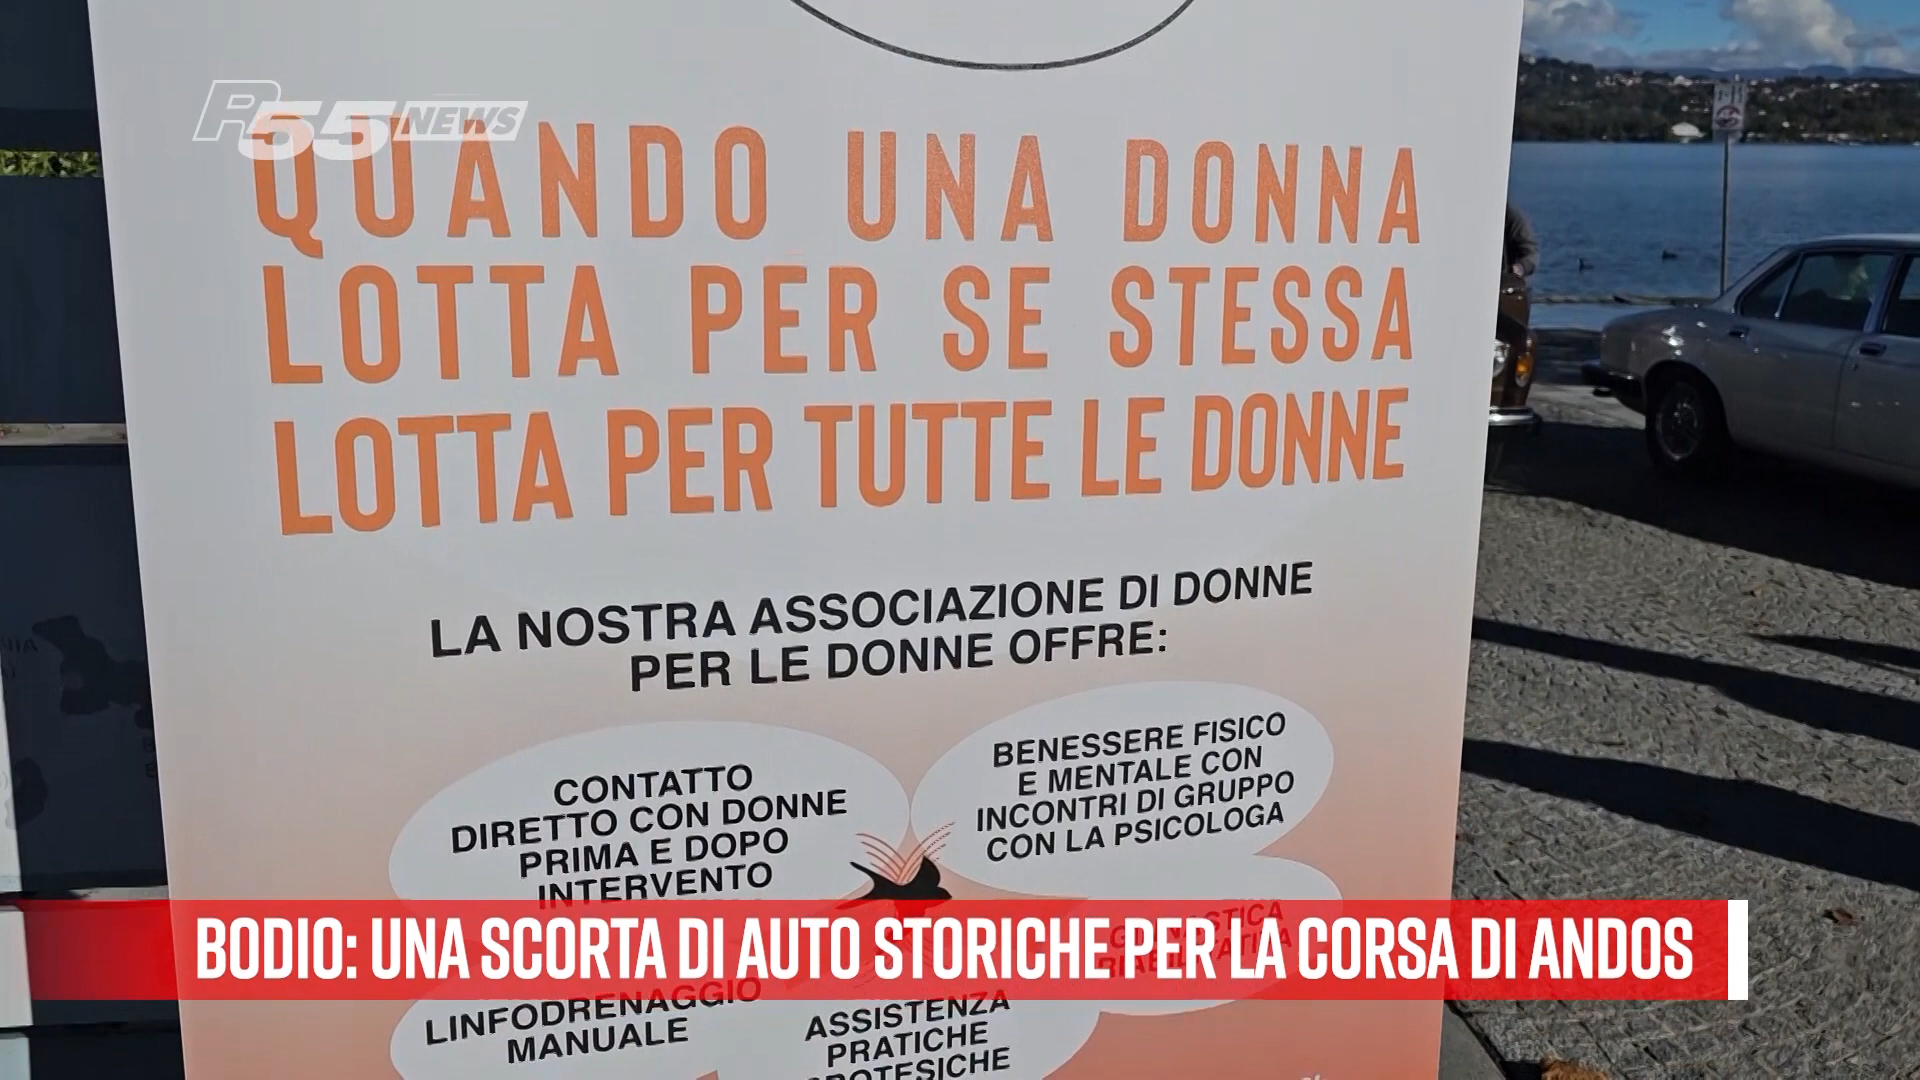 R55 NEWS
QUANDO UNA DONNA
LOTTA PER SE STESSA
LOTTA PER TUTTE LE DONNE
LA NOSTRA ASSOCIAZIONE DI DONNE
PER LE DONNE OFFRE:
CONTATTO
DIRETTO CON DONNE
PRIMA E DOPO
INTERVENTO
BENESSERE FISICO
E MENTALE CON
INCONTRI DI GRUPPO
CON LA PSICOLOGA
BODIO: UNA SCORTA DI AUTO STORICHE PER LA CORSA DI ANDOS
LINFODRENAGGIO
MANUALE
ASSISTENZA
PRATICHE